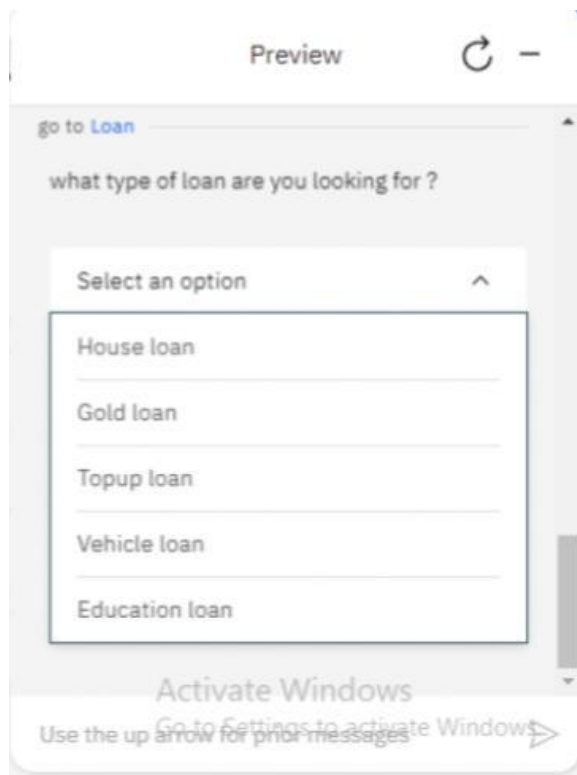 Preview
go to Loan
what type of loan are you looking for ?
Select an option
House loan
Gold loan
Topup loan
Vehicle loan
Education loan
Activate Windows
Go to Settings to activate Windows
Use the up arrow for prior messages